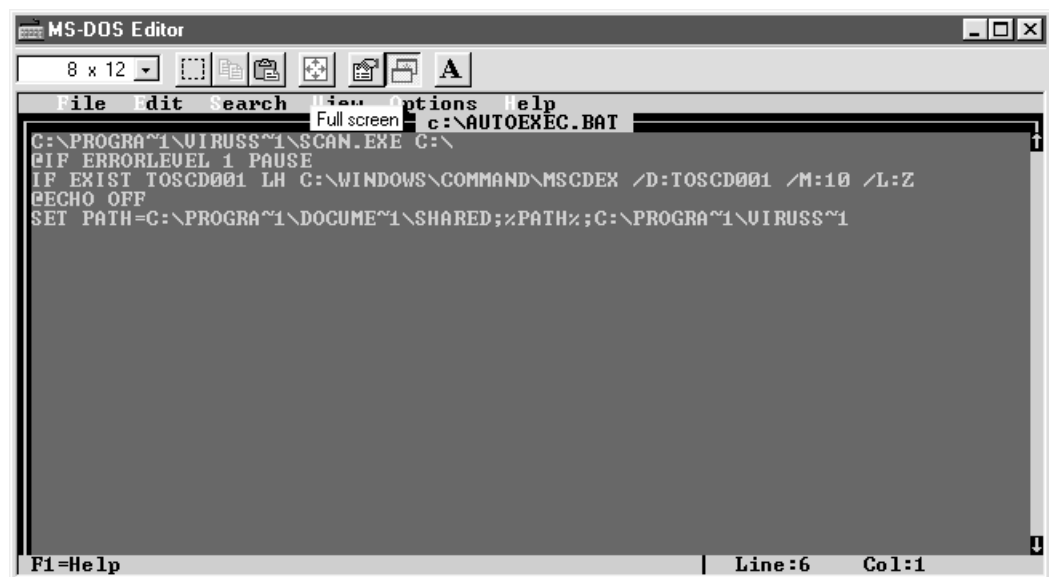 MS-DOS Editor
8 x 12
A
File Edit Search View Options Help
Full screen
c:\AUTOEXEC.BAT
C:\PROGRA~1\VIRUSS~1\SCAN.EXE C:\
@IF ERRORLEVEL 1 PAUSE
IF EXIST TOSCD001 LH C:\WINDOWS\COMMAND\MSCDEX /D:TOSCD001 /M:10 /L:Z
@ECHO OFF
SET PATH=C:\PROGRA~1\DOCUME~1\SHARED;%PATH%;C:\PROGRA~1\VIRUSS~1
F1=Help
Line:6 Col:1